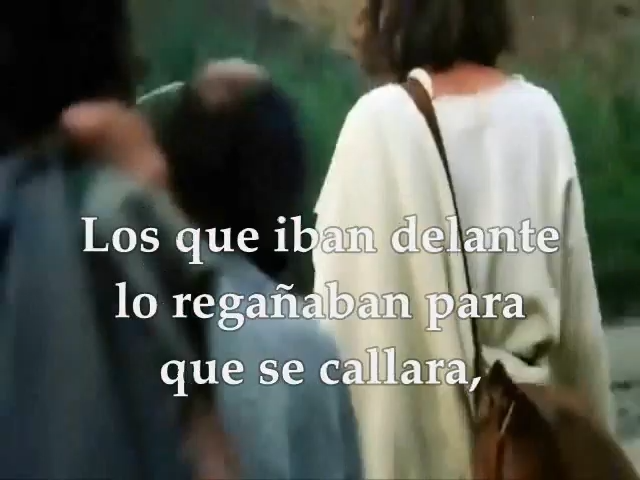 Los que iban delante
lo regañaban para
que se callara,